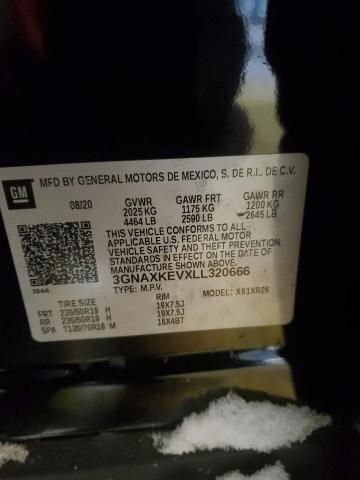 GM
MFD BY GENERAL MOTORS DE MEXICO, S. DE R.L. DE C.V.
08/20 GVWR GAWR FRT GAWR RR
2025 KG 1175 KG 1200 KG
4464 LB 2590 LB 2645 LB
THIS VEHICLE CONFORMS TO ALL
APPLICABLE U.S. FEDERAL MOTOR
VEHICLE SAFETY AND THEFT PREVENTION
STANDARDS IN EFFECT ON THE DATE
OF MANUFACTURE SHOWN ABOVE.
3GNAXKEVXLL320666
TYPE: M.P.V. MODEL: X61XR26
TIRE SIZE RIM
FRT 235/50R19 H 19X7.5J
RR 235/50R19 H 19X7.5J
SPA T135/70R16 M 16X4BT